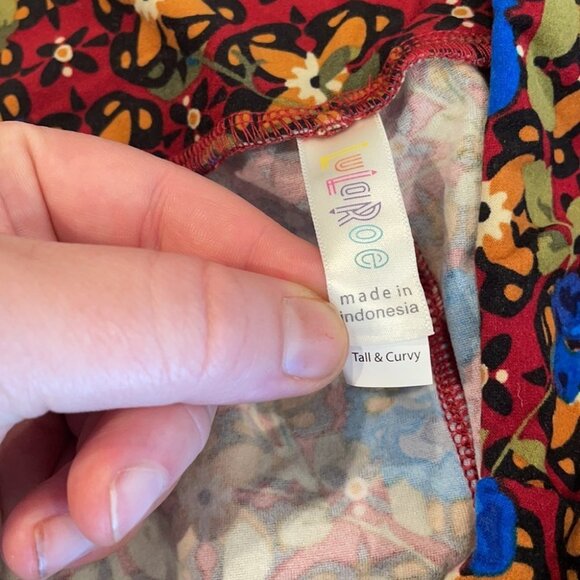 LuLaRoe
made in
indonesia
Tall & Curvy